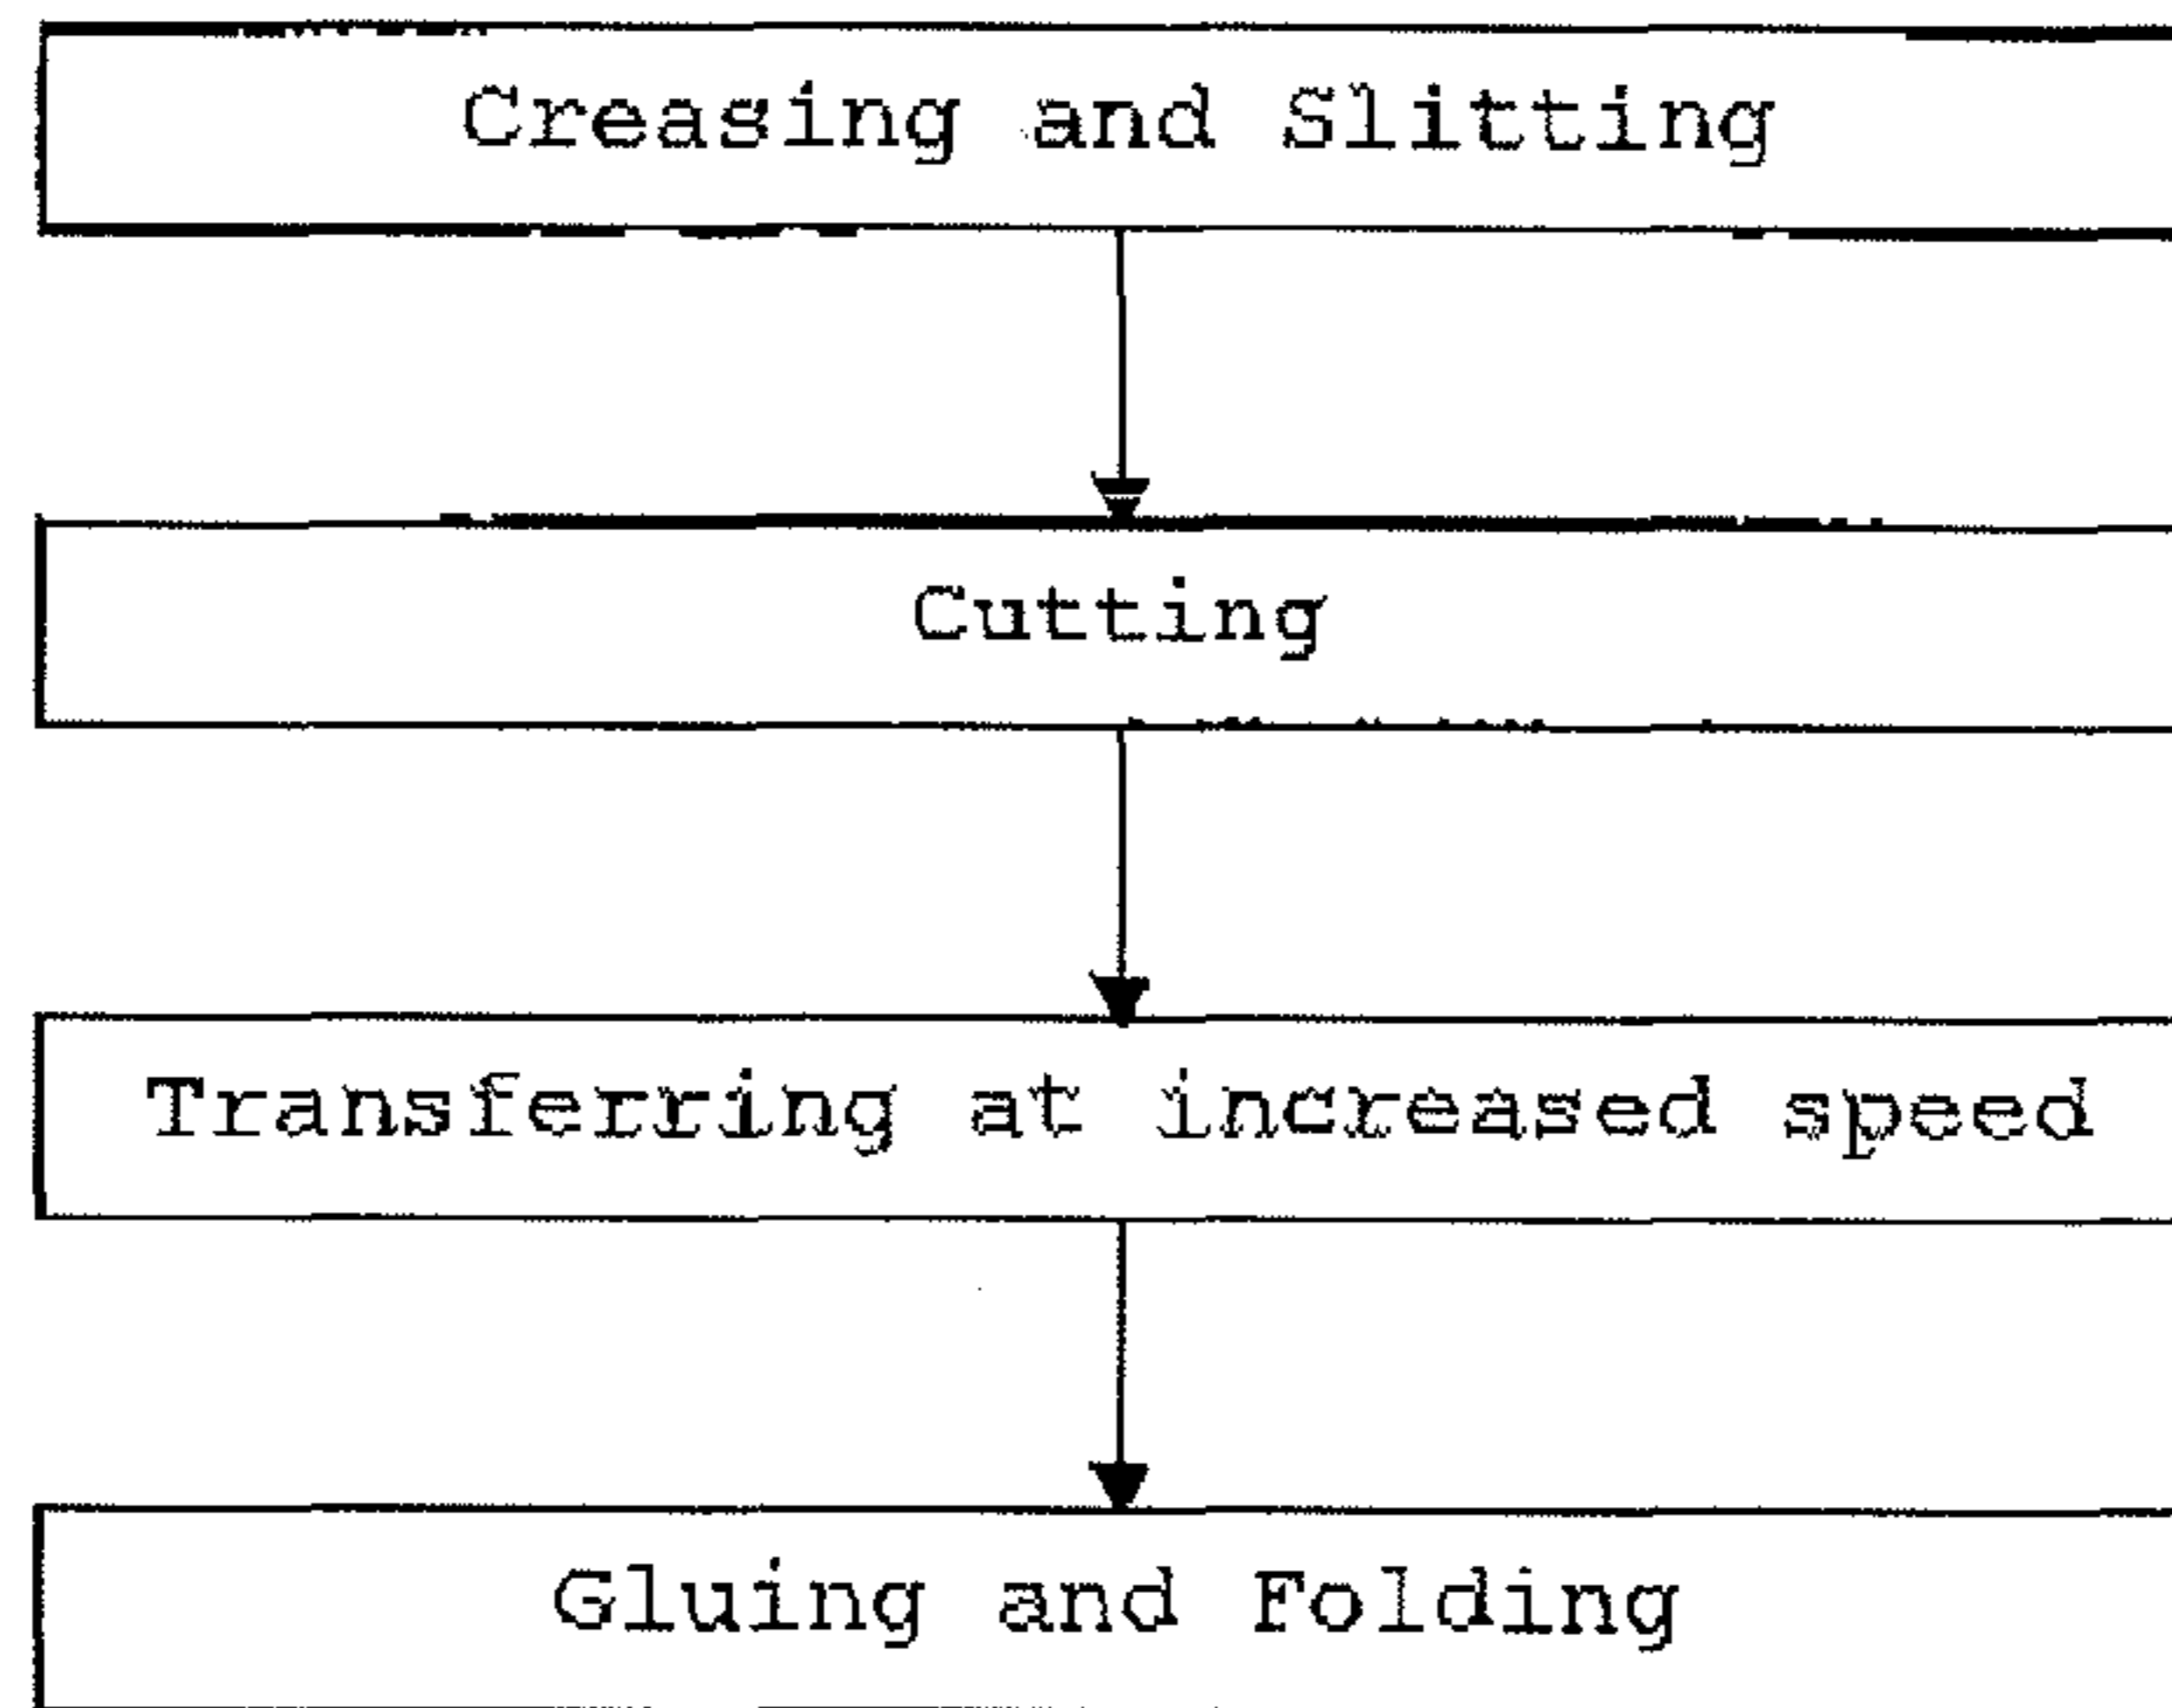 Creasing and Slitting
Cutting
Transferring at increased speed
Gluing and Folding